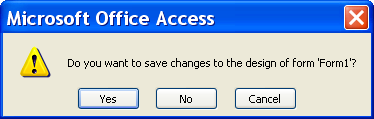 Microsoft Office Access
Do you want to save changes to the design of form 'Form1'?
Yes No Cancel